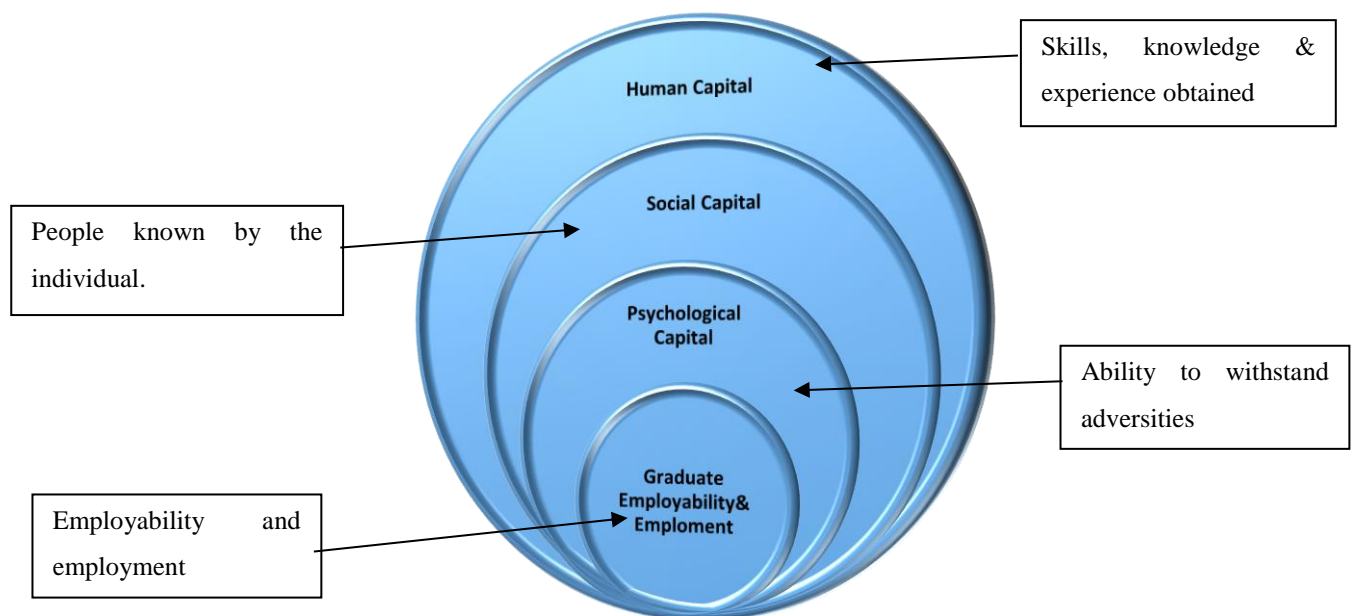 Skills, knowledge &
experience obtained
Human Capital
Social Capital
People known by the
individual.
Psychological
Capital
Ability to withstand
adversities
Graduate
Employability&
Emploment
Employability and
employment